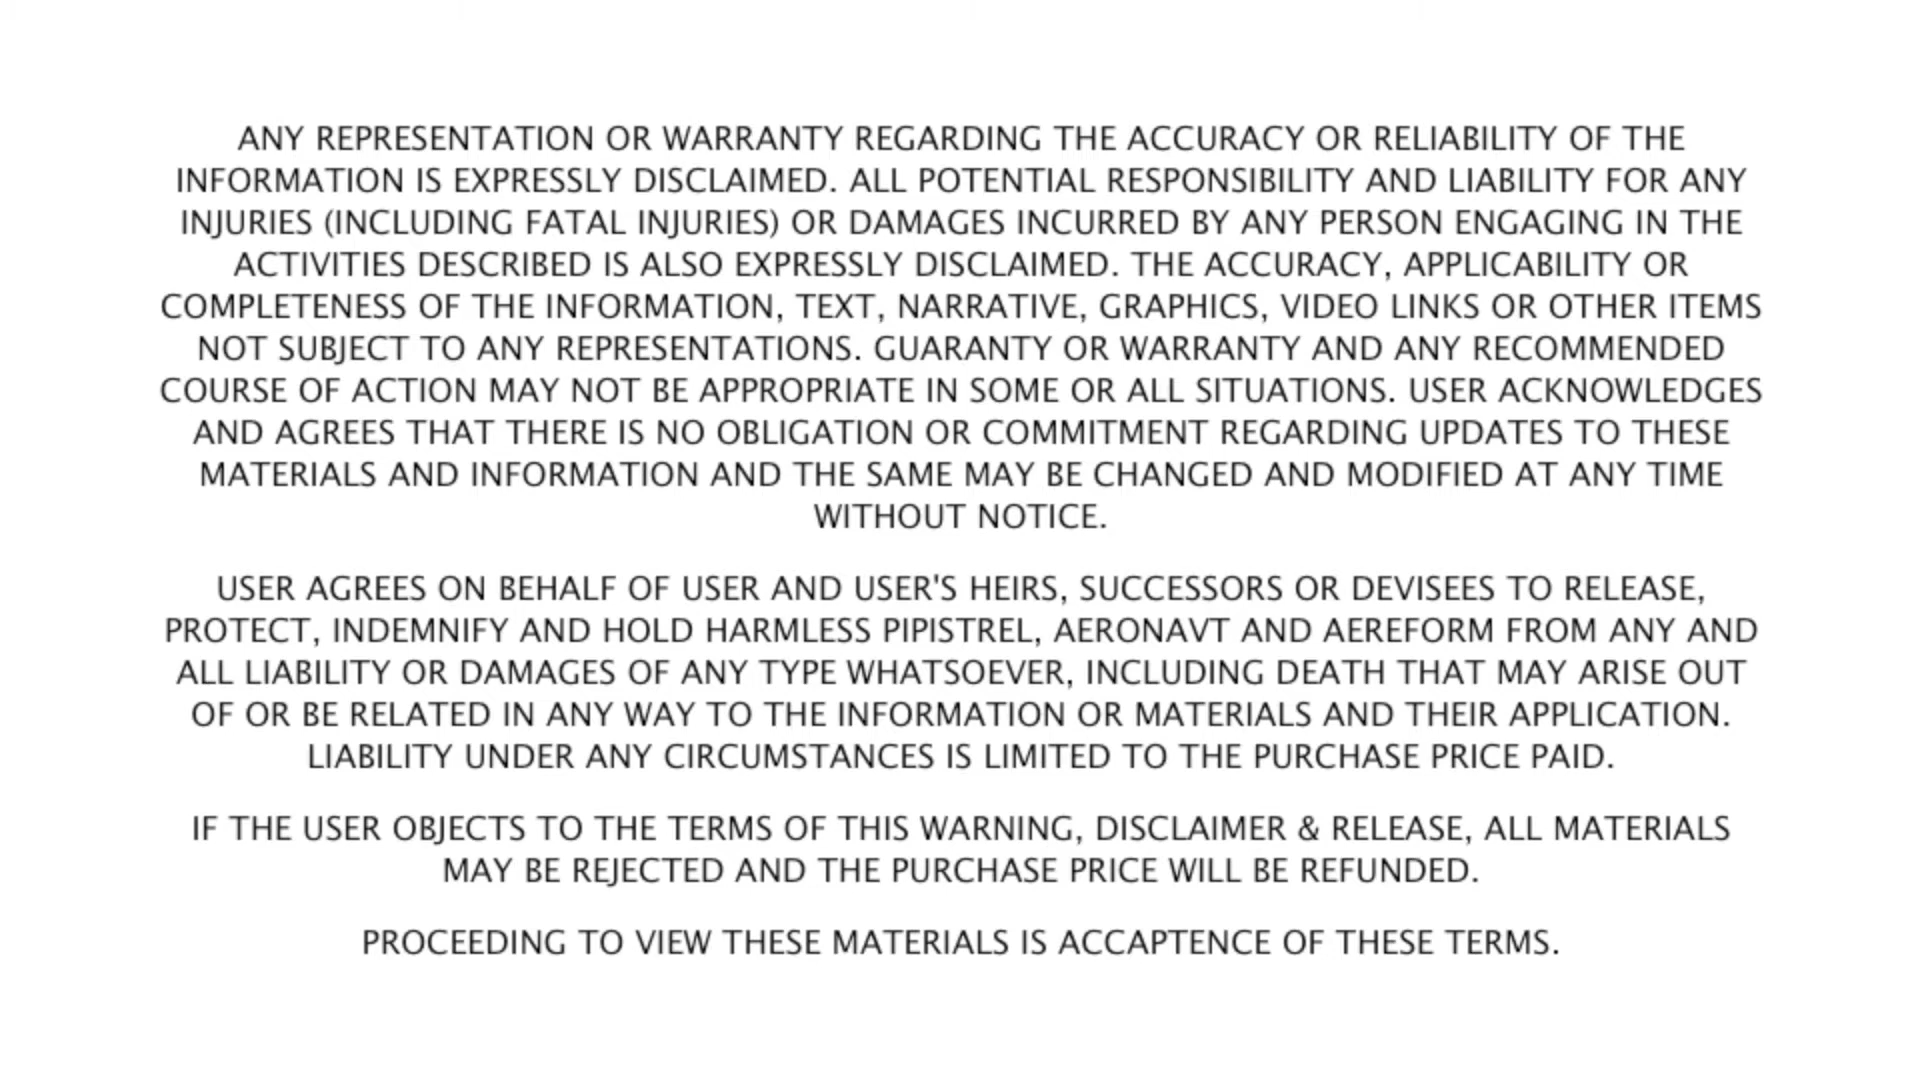 ANY REPRESENTATION OR WARRANTY REGARDING THE ACCURACY OR RELIABILITY OF THE
INFORMATION IS EXPRESSLY DISCLAIMED. ALL POTENTIAL RESPONSIBILITY AND LIABILITY FOR ANY
INJURIES (INCLUDING FATAL INJURIES) OR DAMAGES INCURRED BY ANY PERSON ENGAGING IN THE
ACTIVITIES DESCRIBED IS ALSO EXPRESSLY DISCLAIMED. THE ACCURACY, APPLICABILITY OR
COMPLETENESS OF THE INFORMATION, TEXT, NARRATIVE, GRAPHICS, VIDEO LINKS OR OTHER ITEMS
NOT SUBJECT TO ANY REPRESENTATIONS. GUARANTY OR WARRANTY AND ANY RECOMMENDED
COURSE OF ACTION MAY NOT BE APPROPRIATE IN SOME OR ALL SITUATIONS. USER ACKNOWLEDGES
AND AGREES THAT THERE IS NO OBLIGATION OR COMMITMENT REGARDING UPDATES TO THESE
MATERIALS AND INFORMATION AND THE SAME MAY BE CHANGED AND MODIFIED AT ANY TIME
WITHOUT NOTICE.
USER AGREES ON BEHALF OF USER AND USER'S HEIRS, SUCCESSORS OR DEVISEES TO RELEASE,
PROTECT, INDEMNIFY AND HOLD HARMLESS PIPISTREL, AERONAVT AND AEREFORM FROM ANY AND
ALL LIABILITY OR DAMAGES OF ANY TYPE WHATSOEVER, INCLUDING DEATH THAT MAY ARISE OUT
OF OR BE RELATED IN ANY WAY TO THE INFORMATION OR MATERIALS AND THEIR APPLICATION.
LIABILITY UNDER ANY CIRCUMSTANCES IS LIMITED TO THE PURCHASE PRICE PAID.
IF THE USER OBJECTS TO THE TERMS OF THIS WARNING, DISCLAIMER & RELEASE, ALL MATERIALS
MAY BE REJECTED AND THE PURCHASE PRICE WILL BE REFUNDED.
PROCEEDING TO VIEW THESE MATERIALS IS ACCAPTENCE OF THESE TERMS.